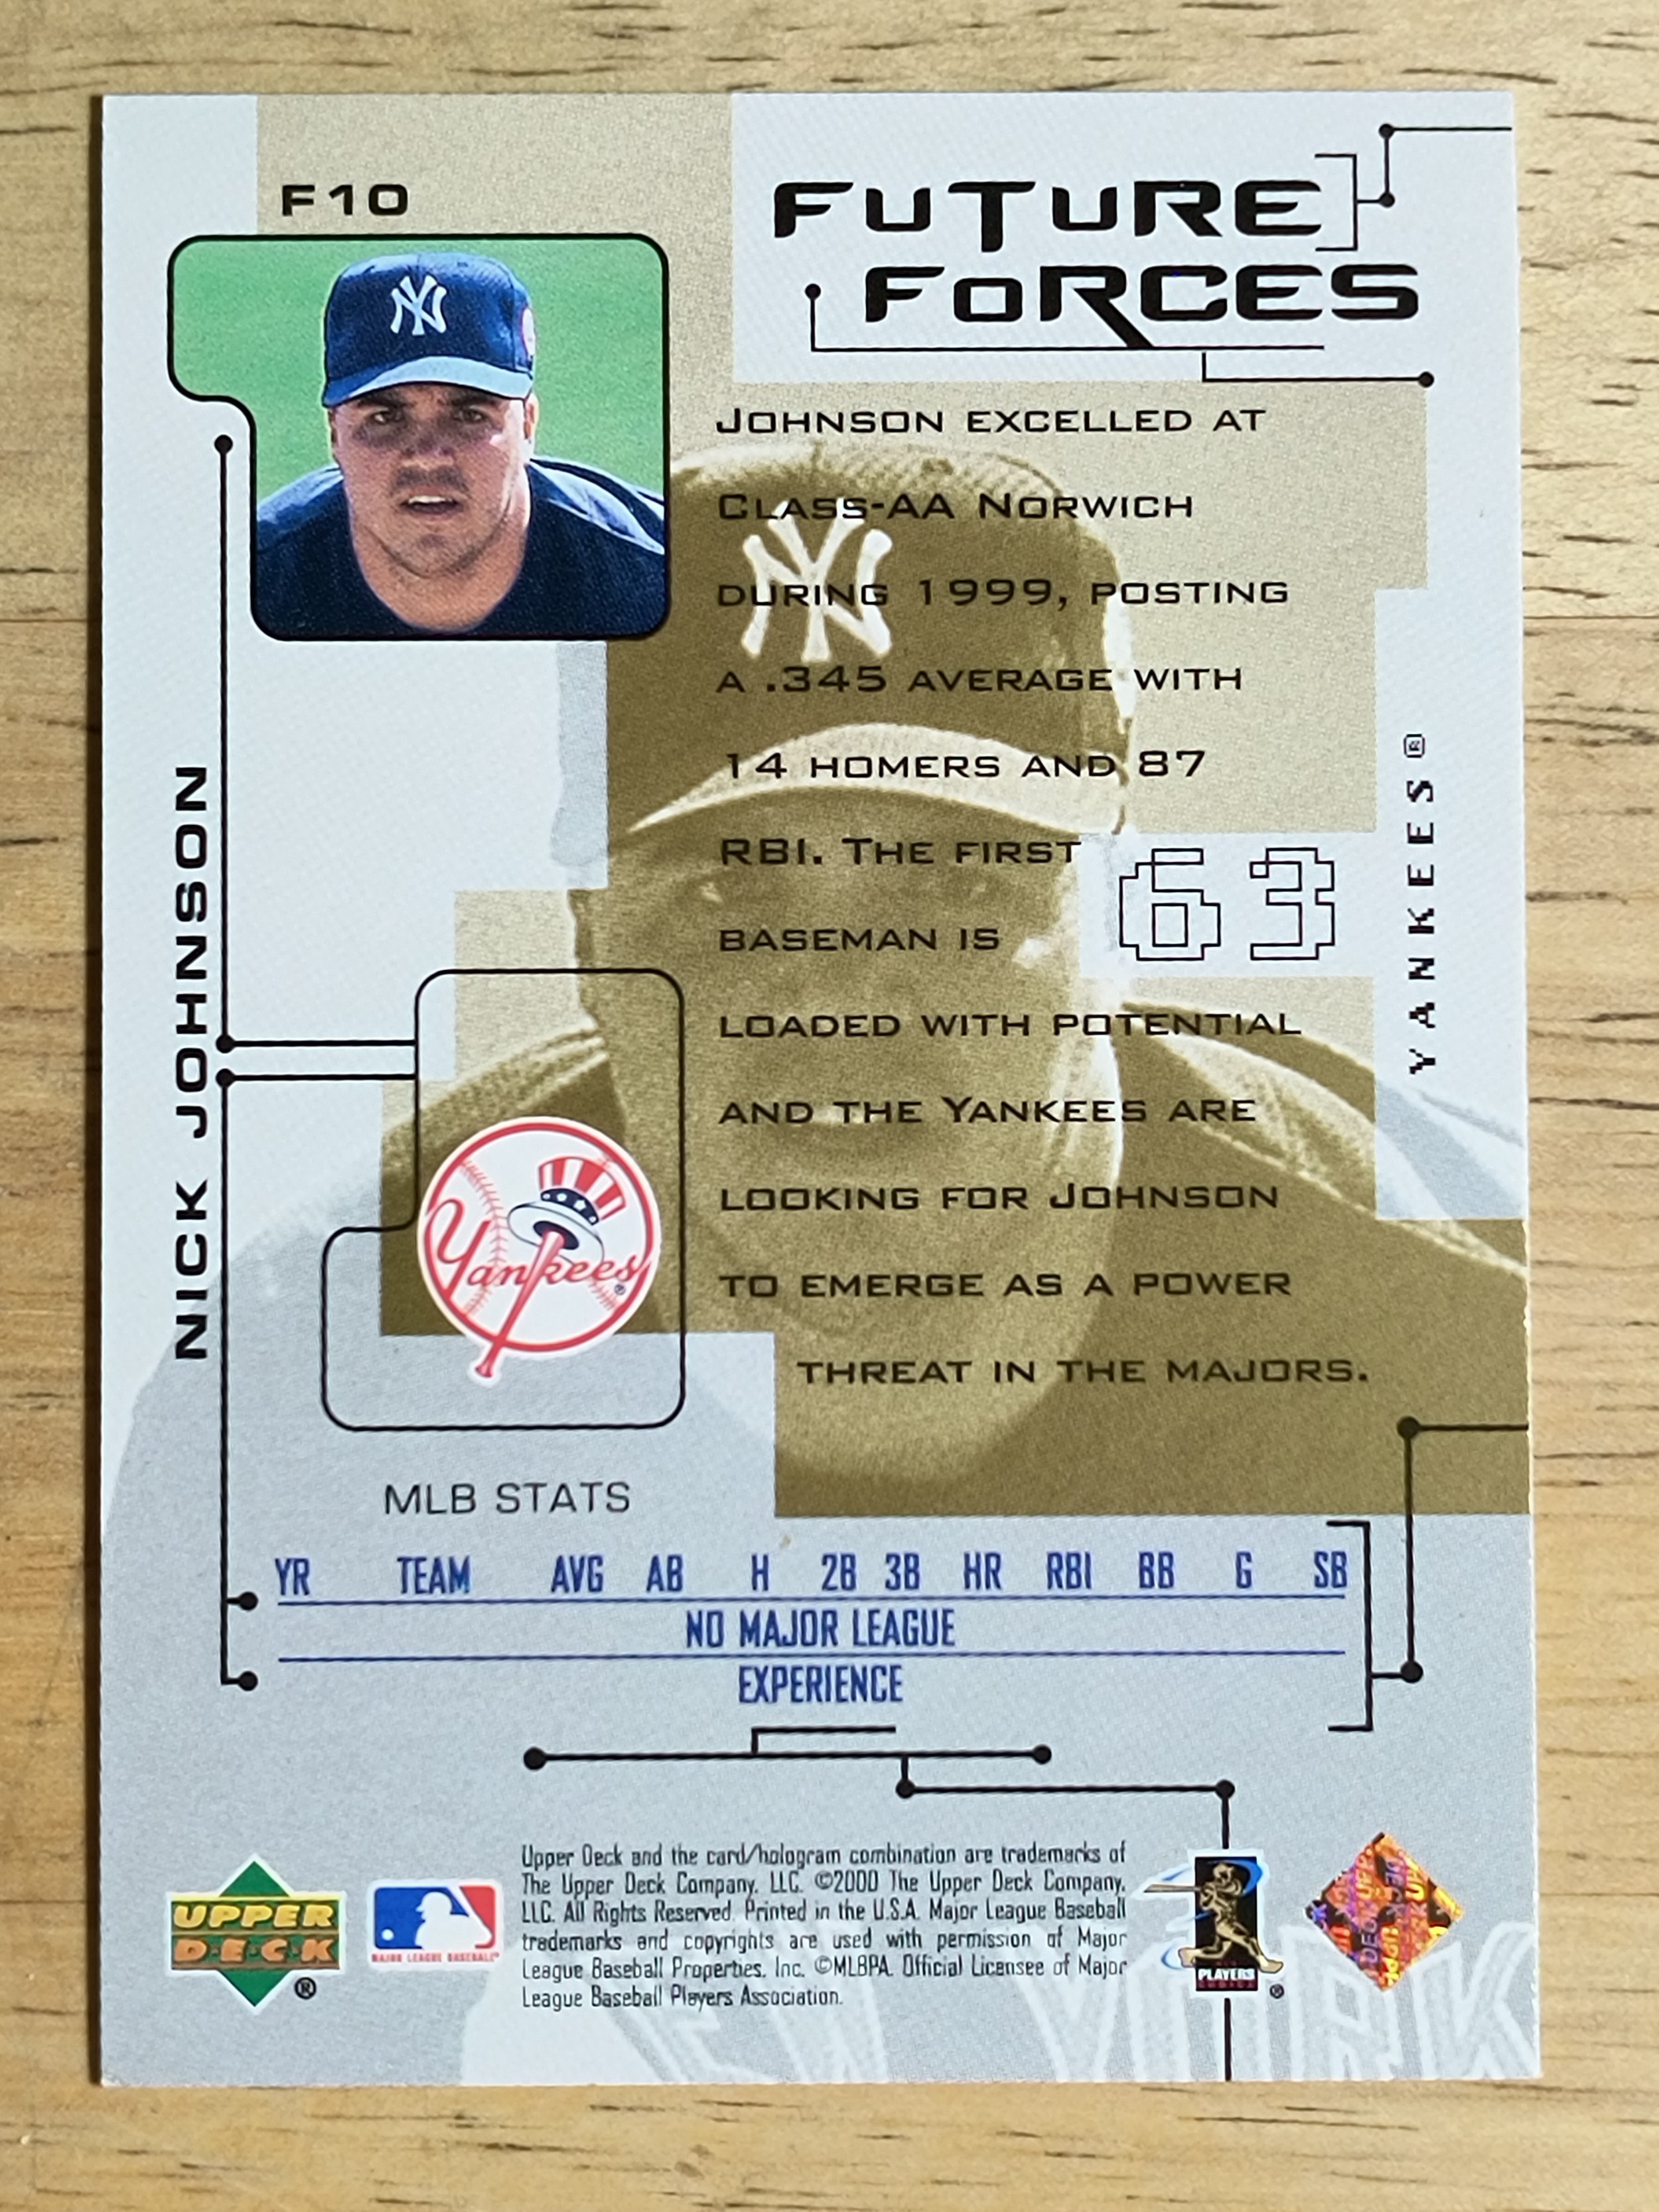 F10
FUTURE
FORCES
NY
JOHNSON EXCELLED AT
CLASS-AA NORWICH
NY
DURING 1999, POSTING
A .345 AVERAGE WITH
14 HOMERS AND 87
RBI. THE FIRST
63
BASEMAN IS
LOADED WITH POTENTIAL
AND THE YANKEES ARE
LOOKING FOR JOHNSON
TO EMERGE AS A POWER
THREAT IN THE MAJORS.
YANKEES®
NICK JOHNSON
Yankees®
MLB STATS
YR TEAM AVG AB H 2B 3B HR RBI BB G SB
NO MAJOR LEAGUE
EXPERIENCE
UPPER
D·E·C·K
®
MAJOR LEAGUE BASEBALL
Upper Deck and the card/hologram combination are trademarks of
The Upper Deck Company, LLC. ©2000 The Upper Deck Company,
LLC. All Rights Reserved. Printed in the U.S.A. Major League Baseball
trademarks and copyrights are used with permission of Major
League Baseball Properties, Inc. ©MLBPA. Official Licensee of Major
League Baseball Players Association.
PLAYERS
®